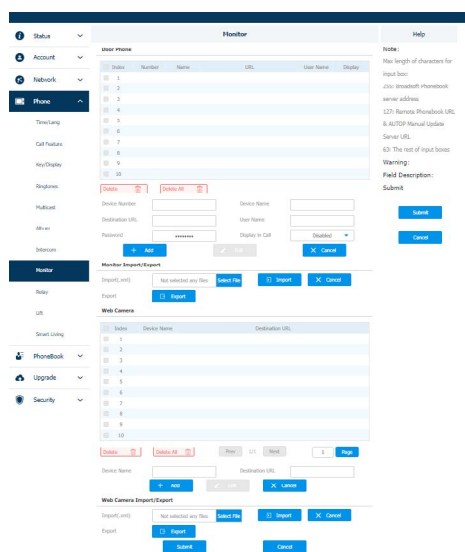 Status
Account
Network
Phone
Time/Lang
Call Feature
Key/Display
Ringtones
Multicast
Album
Intercom
Monitor
Relay
Lift
Smart Living
PhoneBook
Upgrade
Security
Monitor
Door Phone
Index Number Name URL User Name Display
1
2
3
4
5
6
7
8
9
10
Delete Delete All
Device Number Device Name
Destination URL User Name
Password •••••••• Display in Call Disabled
+ Add Edit X Cancel
Monitor Import/Export
Import(.xml) Not selected any files Select File Import X Cancel
Export Export
Web Camera
Index Device Name Destination URL
1
2
3
4
5
6
7
8
9
10
Delete Delete All Prev 1/1 Next 1 Page
Device Name Destination URL
+ Add Edit X Cancel
Web Camera Import/Export
Import(.xml) Not selected any files Select File Import X Cancel
Export Export
Submit Cancel
Help
Note:
Max length of characters for
input box:
255: Broadsoft Phonebook
server address
127: Remote Phonebook URL
& AUTOP Manual Update
Server URL
63: The rest of input boxes
Warning:
Field Description:
Submit
Submit
Cancel